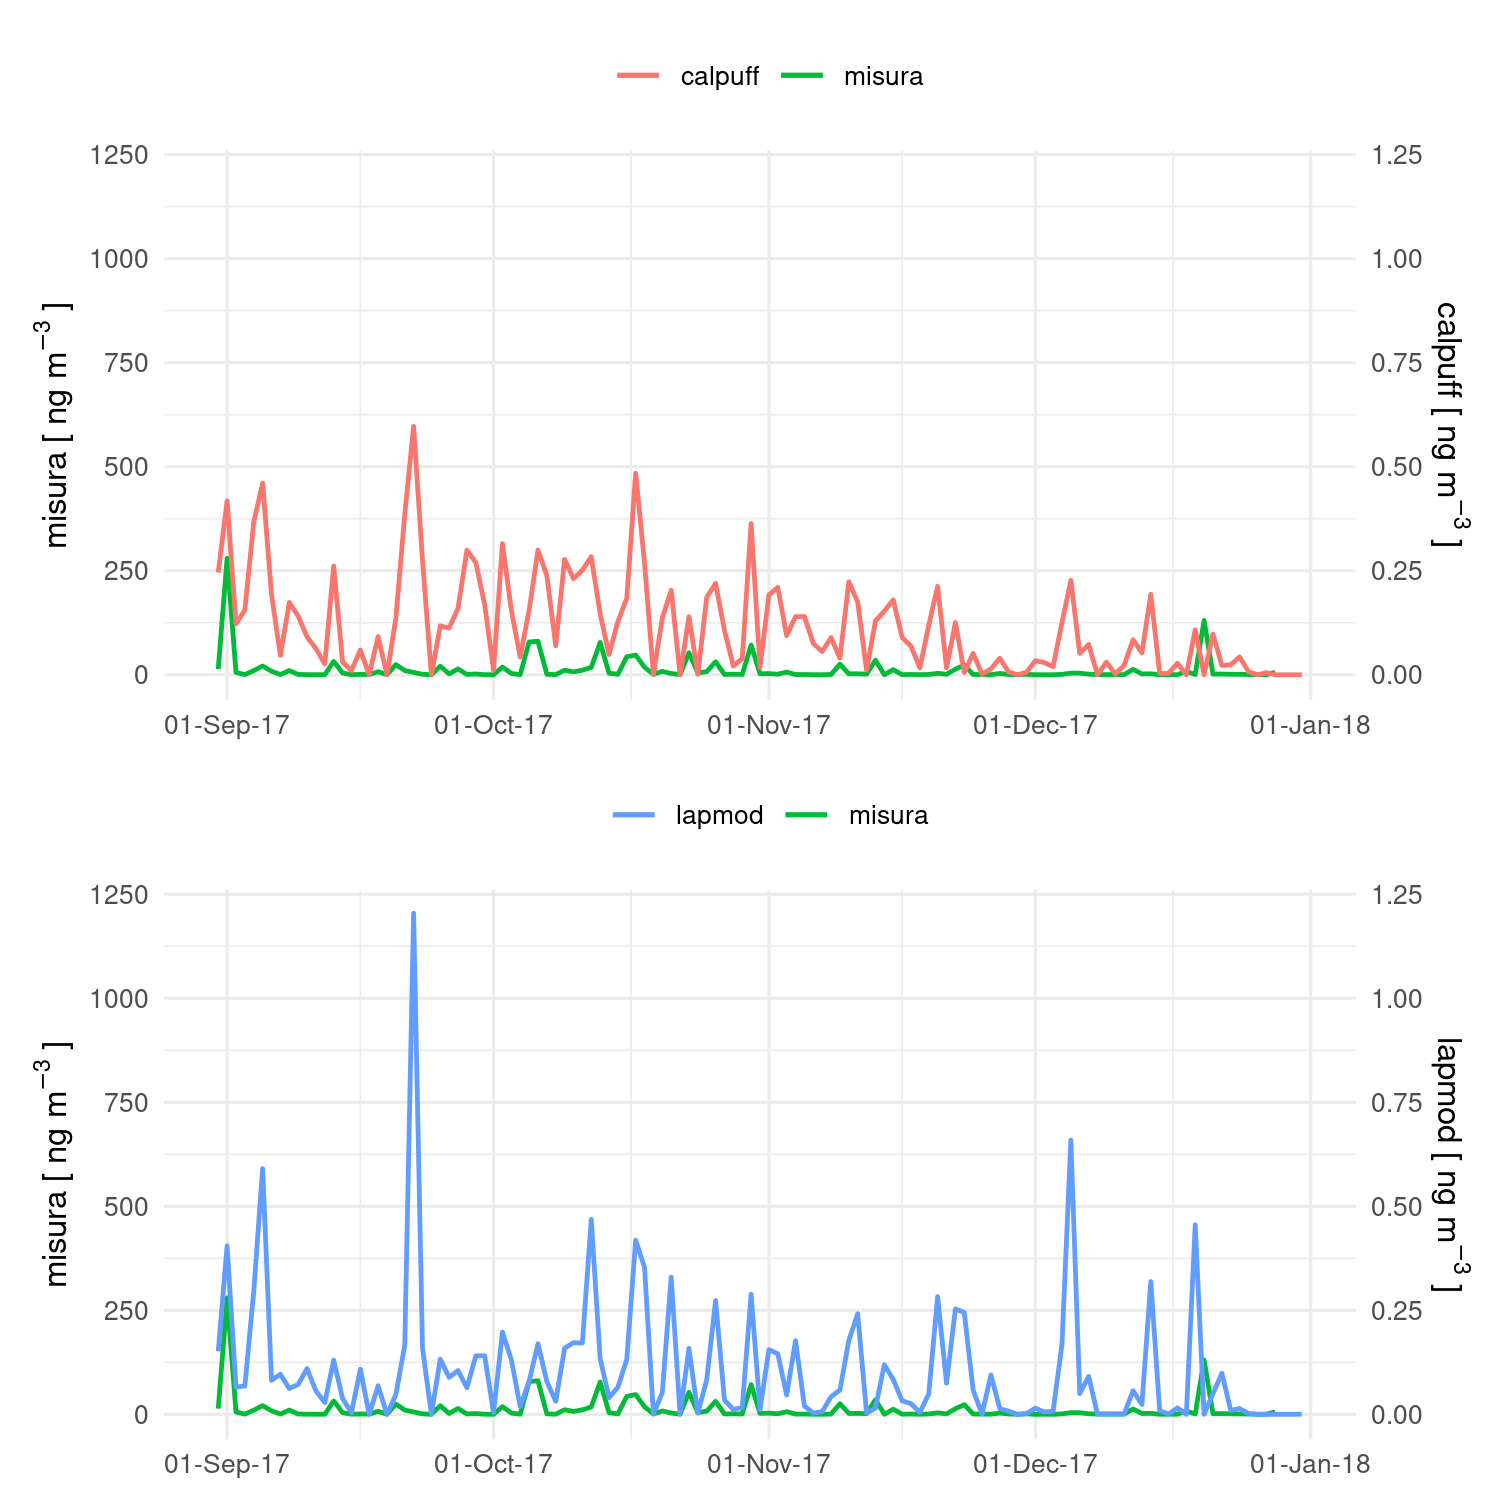 calpuff misura
1250 1.25
1000 1.00
750 0.75
500 0.50
250 0.25
0 0.00
misura [ ng m⁻³ ]
calpuff [ ng m⁻³ ]
01-Sep-17 01-Oct-17 01-Nov-17 01-Dec-17 01-Jan-18
lapmod misura
1250 1.25
1000 1.00
750 0.75
500 0.50
250 0.25
0 0.00
misura [ ng m⁻³ ]
lapmod [ ng m⁻³ ]
01-Sep-17 01-Oct-17 01-Nov-17 01-Dec-17 01-Jan-18